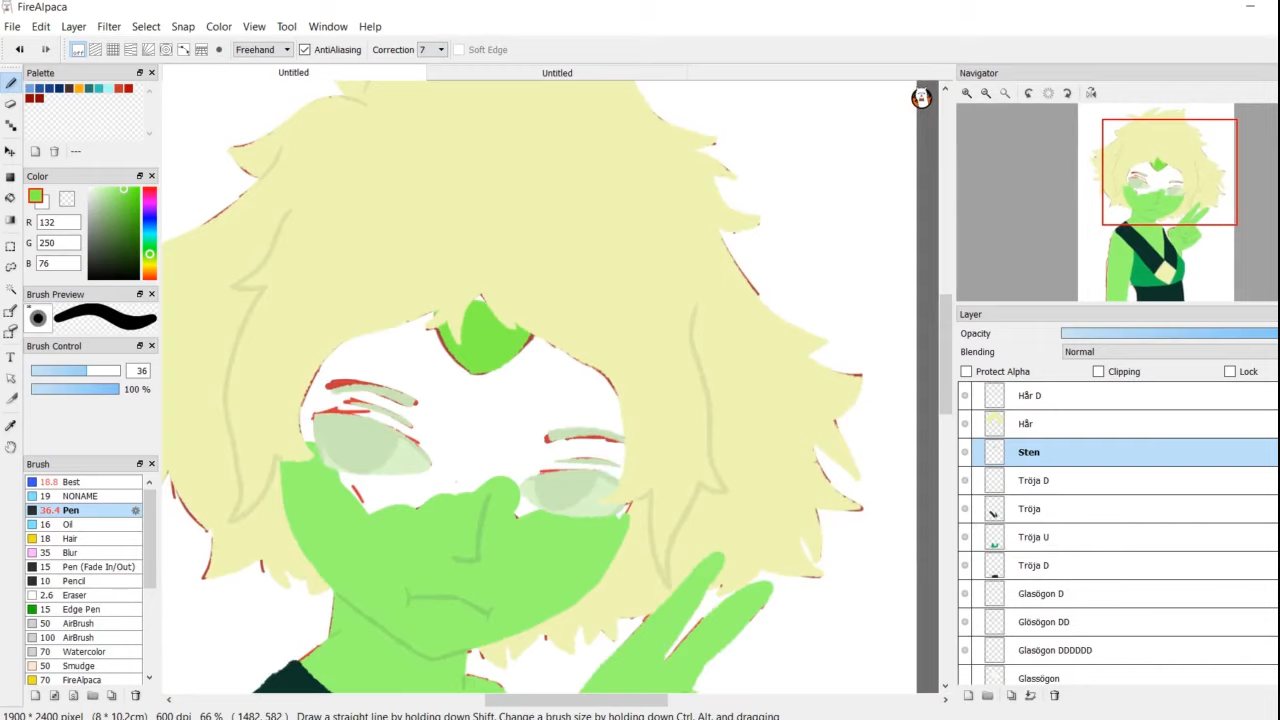 FireAlpaca
File Edit Layer Filter Select Snap Color View Tool Window Help
Freehand AntiAliasing Correction 7 Soft Edge
Palette
Untitled
Untitled
Navigator
---
Color
R 132
G 250
B 76
Brush Preview
Brush Control
36
100 %
Layer
Opacity
Blending Normal
Protect Alpha Clipping Lock
Hår D
Hår
Sten
Tröja D
Tröja
Tröja U
Tröja D
Glasögon D
Glösögon DD
Glasögon DDDDDD
Glassögon
Brush
18.8 Best
19 NONAME
36.4 Pen
16 Oil
18 Hair
35 Blur
15 Pen (Fade In/Out)
10 Pencil
2.6 Eraser
15 Edge Pen
50 AirBrush
100 AirBrush
70 Watercolor
50 Smudge
70 FireAlpaca
1900 * 2400 pixel (8 * 10.2cm) 600 dpi 66 % ( 1482, 582 ) Draw a straight line by holding down Shift, Change a brush size by holding down Ctrl, Alt, and dragging